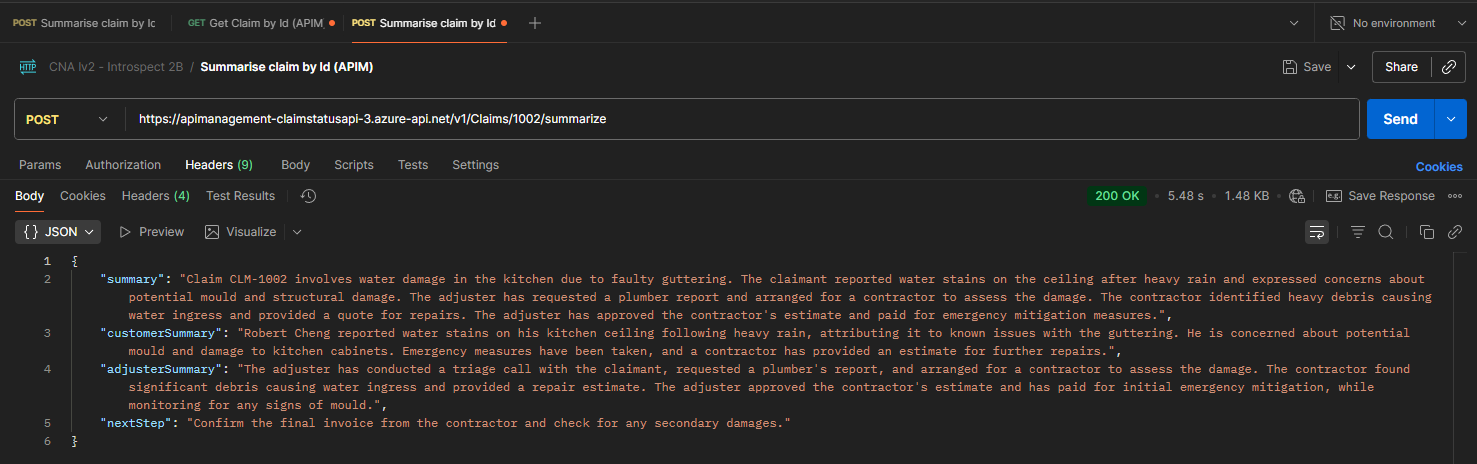 POST Summarise claim by Ic GET Get Claim by Id (APIM, POST Summarise claim by Id No environment
HTTP CNA lv2 - Introspect 2B / Summarise claim by Id (APIM) Save Share
POST https://apimanagement-claimstatusapi-3.azure-api.net/v1/Claims/1002/summarize Send
Params Authorization Headers (9) Body Scripts Tests Settings Cookies
Body Cookies Headers (4) Test Results 200 OK • 5.48 s • 1.48 KB e.g. Save Response
{} JSON Preview Visualize
1 {
2 "summary": "Claim CLM-1002 involves water damage in the kitchen due to faulty guttering. The claimant reported water stains on the ceiling after heavy rain and expressed concerns about
potential mould and structural damage. The adjuster has requested a plumber report and arranged for a contractor to assess the damage. The contractor identified heavy debris causing
water ingress and provided a quote for repairs. The adjuster has approved the contractor's estimate and paid for emergency mitigation measures.",
3 "customerSummary": "Robert Cheng reported water stains on his kitchen ceiling following heavy rain, attributing it to known issues with the guttering. He is concerned about potential
mould and damage to kitchen cabinets. Emergency measures have been taken, and a contractor has provided an estimate for further repairs.",
4 "adjusterSummary": "The adjuster has conducted a triage call with the claimant, requested a plumber's report, and arranged for a contractor to assess the damage. The contractor found
significant debris causing water ingress and provided a repair estimate. The adjuster approved the contractor's estimate and has paid for initial emergency mitigation, while
monitoring for any signs of mould.",
5 "nextStep": "Confirm the final invoice from the contractor and check for any secondary damages."
6 }